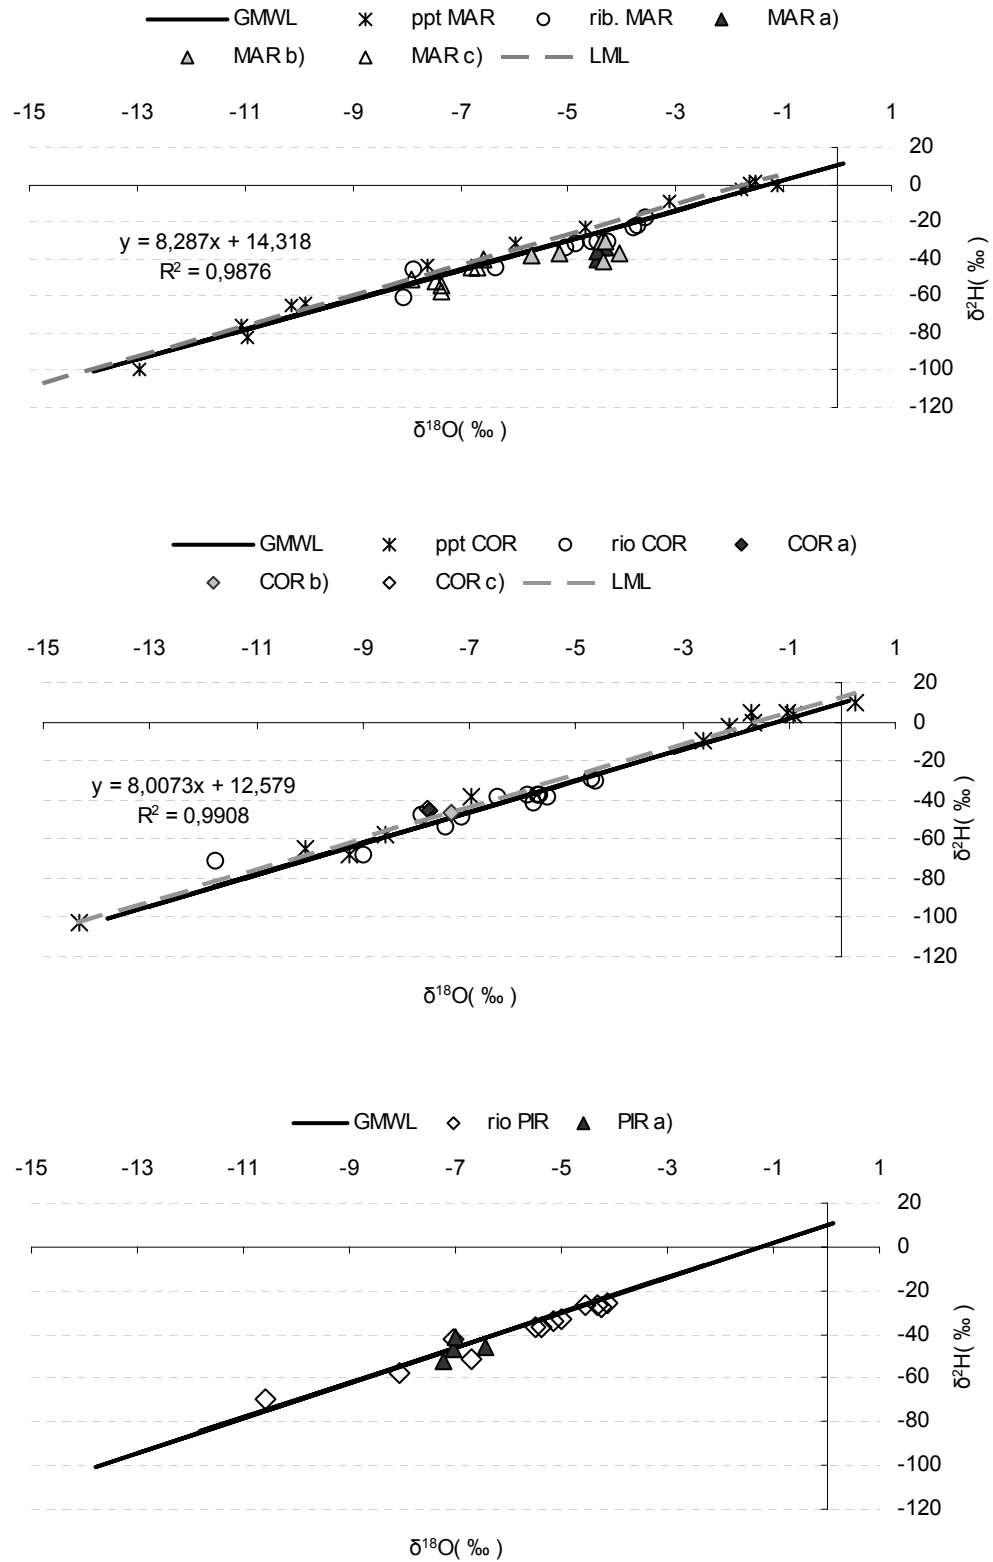 GMWL ppt MAR rib. MAR MAR a)
MAR b) MAR c) LML
-15 -13 -11 -9 -7 -5 -3 -1 1
20
0
-20
-40
-60
-80
-100
-120
y = 8,287x + 14,318
R² = 0,9876
δ²H( ‰ )
δ¹⁸O( ‰ )
GMWL ppt COR rio COR COR a)
COR b) COR c) LML
-15 -13 -11 -9 -7 -5 -3 -1 1
20
0
-20
-40
-60
-80
-100
-120
y = 8,0073x + 12,579
R² = 0,9908
δ²H( ‰ )
δ¹⁸O( ‰ )
GMWL rio PIR PIR a)
-15 -13 -11 -9 -7 -5 -3 -1 1
20
0
-20
-40
-60
-80
-100
-120
δ²H( ‰ )
δ¹⁸O( ‰ )